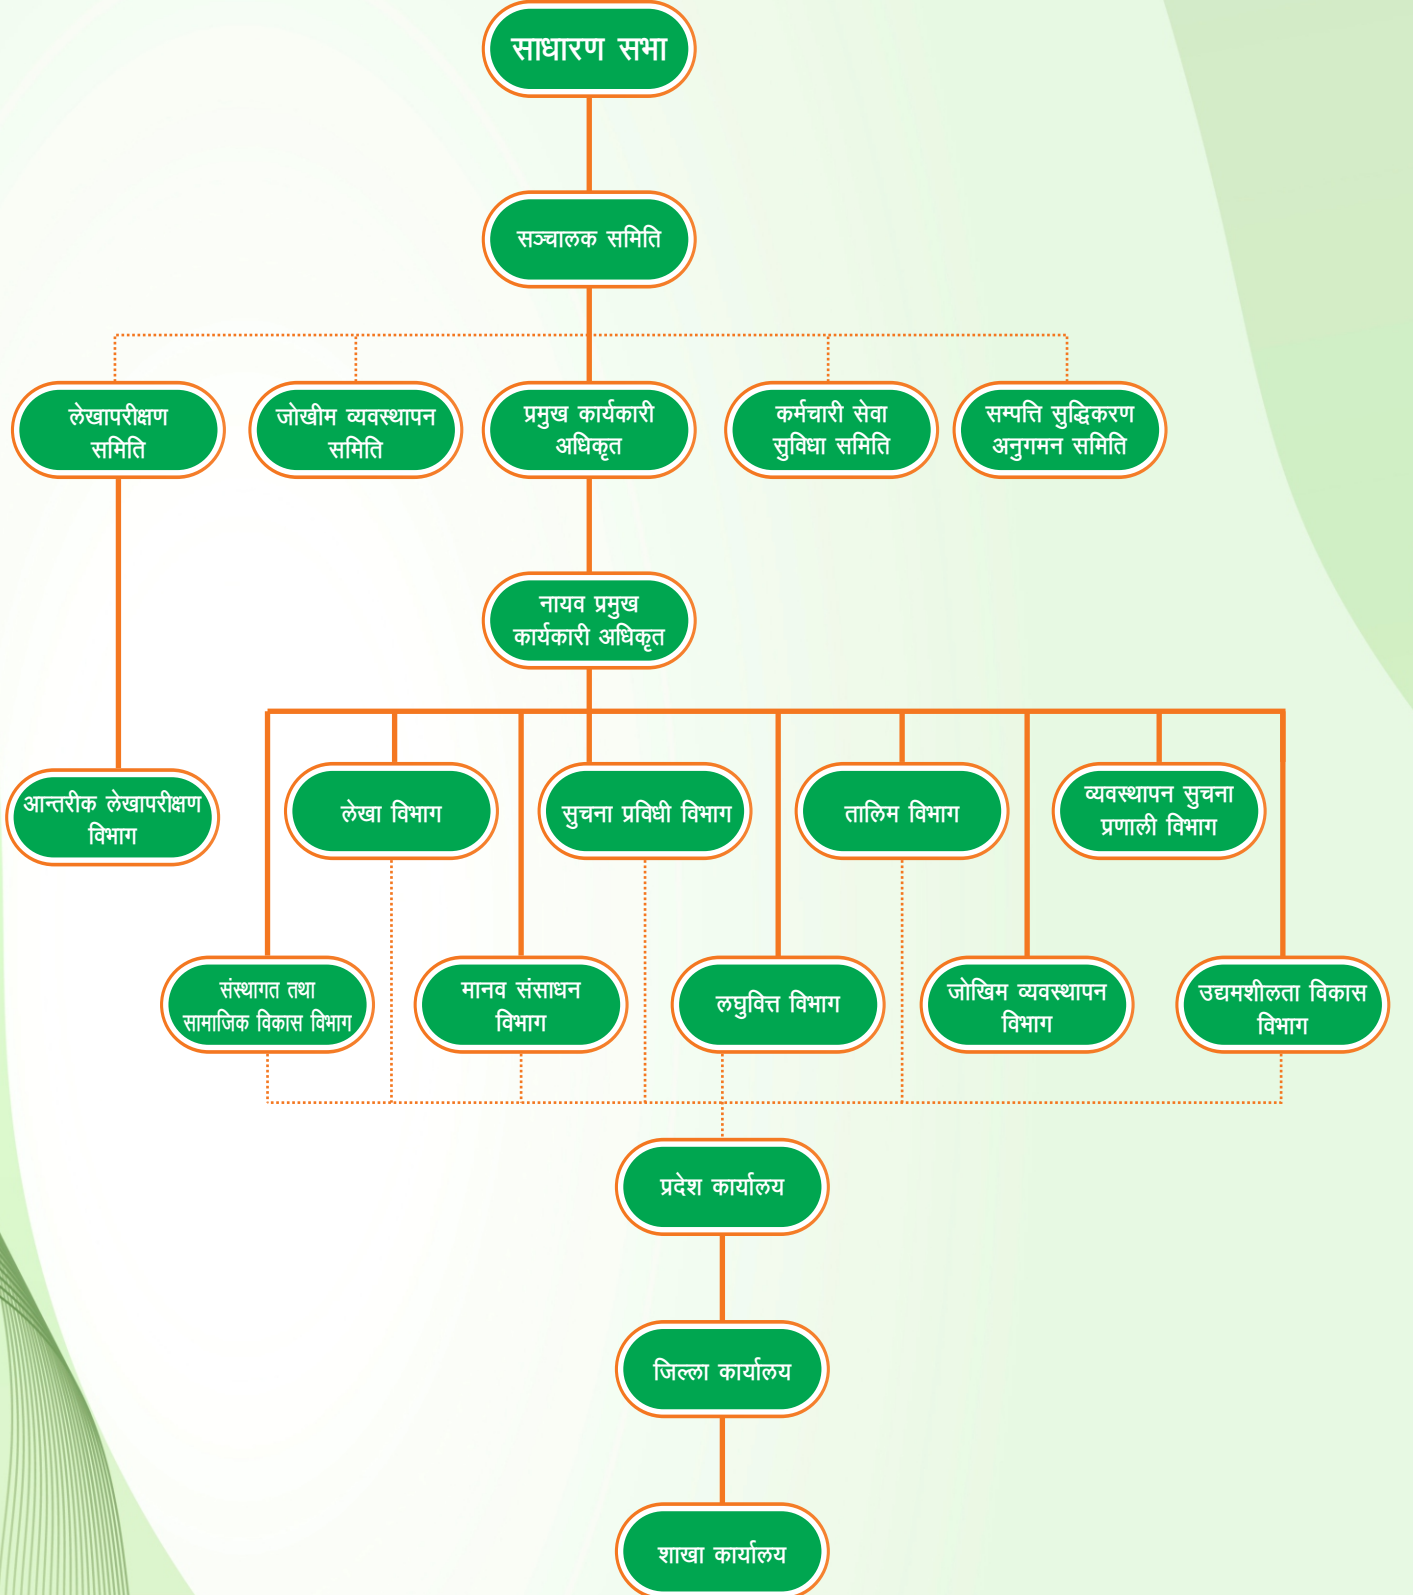 साधारण सभा
सञ्चालक समिति
लेखापरीक्षण
समिति
जोखीम व्यवस्थापन
समिति
प्रमुख कार्यकारी
अधिकृत
कर्मचारी सेवा
सुविधा समिति
सम्पत्ति सुद्धिकरण
अनुगमन समिति
नायव प्रमुख
कार्यकारी अधिकृत
आन्तरीक लेखापरीक्षण
विभाग
लेखा विभाग
सुचना प्रविधी विभाग
तालिम विभाग
व्यवस्थापन सुचना
प्रणाली विभाग
संस्थागत तथा
सामाजिक विकास विभाग
मानव संसाधन
विभाग
लघुवित्त विभाग
जोखिम व्यवस्थापन
विभाग
उद्यमशीलता विकास
विभाग
प्रदेश कार्यालय
जिल्ला कार्यालय
शाखा कार्यालय